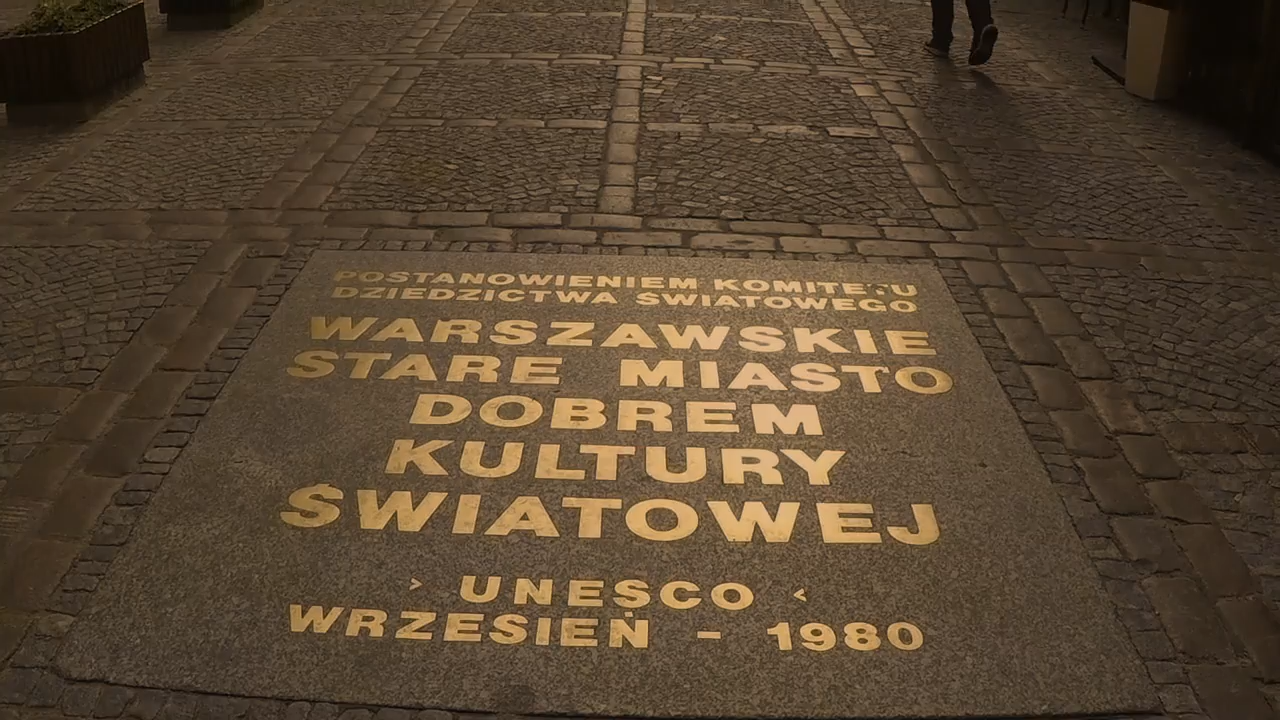 POSTANOWIENIEM KOMITETU
DZIEDZICTWA ŚWIATOWEGO
WARSZAWSKIE
STARE MIASTO
DOBREM
KULTURY
ŚWIATOWEJ
> UNESCO <
WRZESIEŃ - 1980